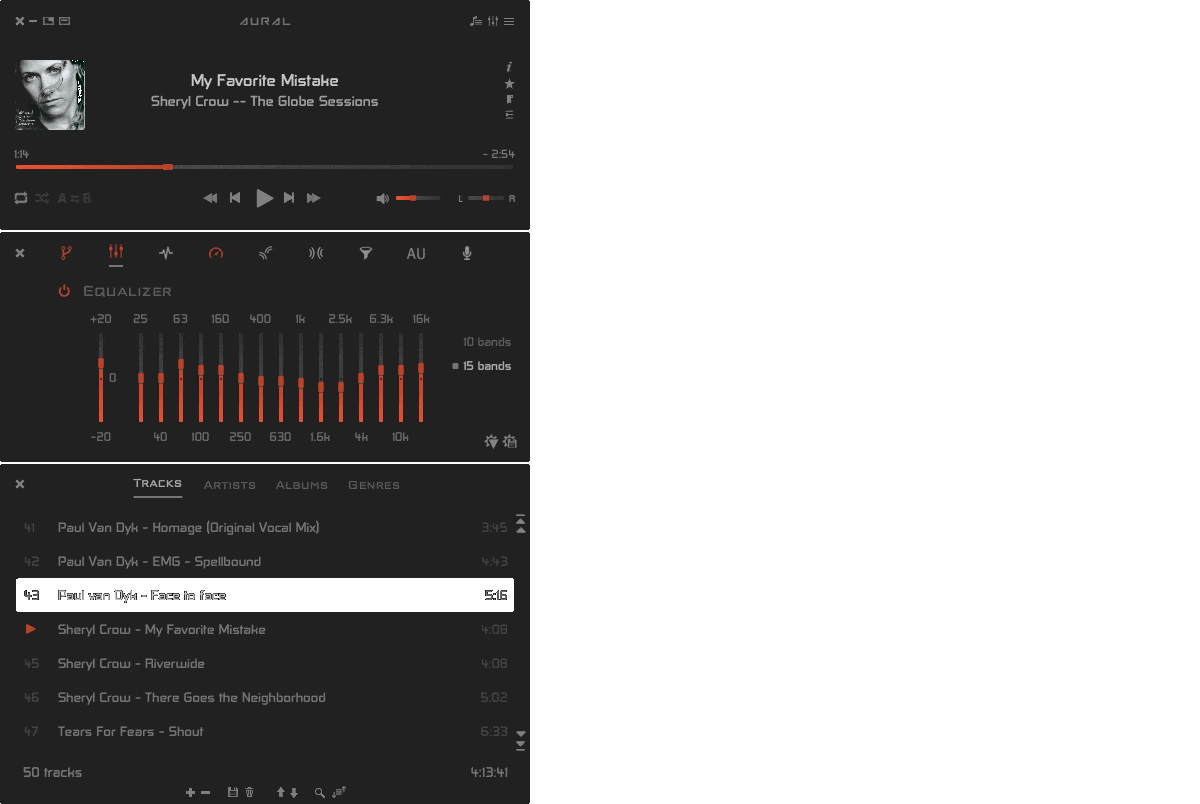 AURAL
My Favorite Mistake
Sheryl Crow -- The Globe Sessions
1:14 - 2:54
A B L R
AU
Equalizer
+20 25 63 160 400 1k 2.5k 6.3k 16k
10 bands
0 15 bands
-20 40 100 250 630 1.6k 4k 10k
Tracks Artists Albums Genres
41 Paul Van Dyk - Homage (Original Vocal Mix) 3:45
42 Paul Van Dyk - EMG - Spellbound 4:43
43 Paul van Dyk - Face to face 5:16
Sheryl Crow - My Favorite Mistake 4:08
45 Sheryl Crow - Riverwide 4:08
46 Sheryl Crow - There Goes the Neighborhood 5:02
47 Tears For Fears - Shout 6:33
50 tracks 4:13:41